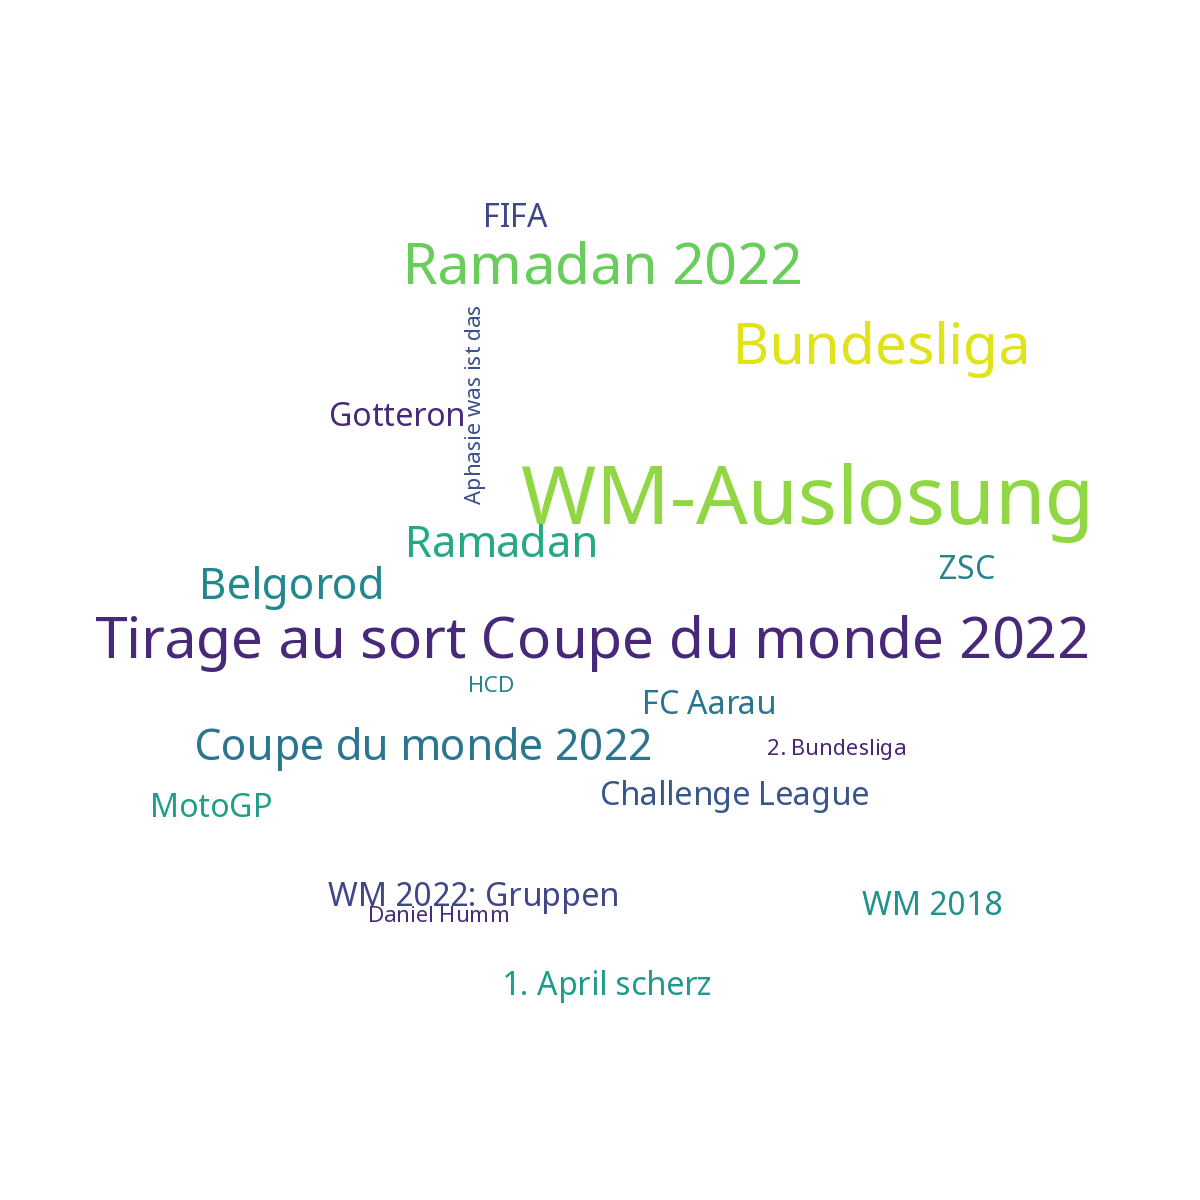 FIFA
Ramadan 2022
Bundesliga
Aphasie was ist das
Gotteron
WM-Auslosung
Ramadan
ZSC
Belgorod
Tirage au sort Coupe du monde 2022
HCD
FC Aarau
Coupe du monde 2022
2. Bundesliga
Challenge League
MotoGP
WM 2022: Gruppen
WM 2018
Daniel Humm
1. April scherz